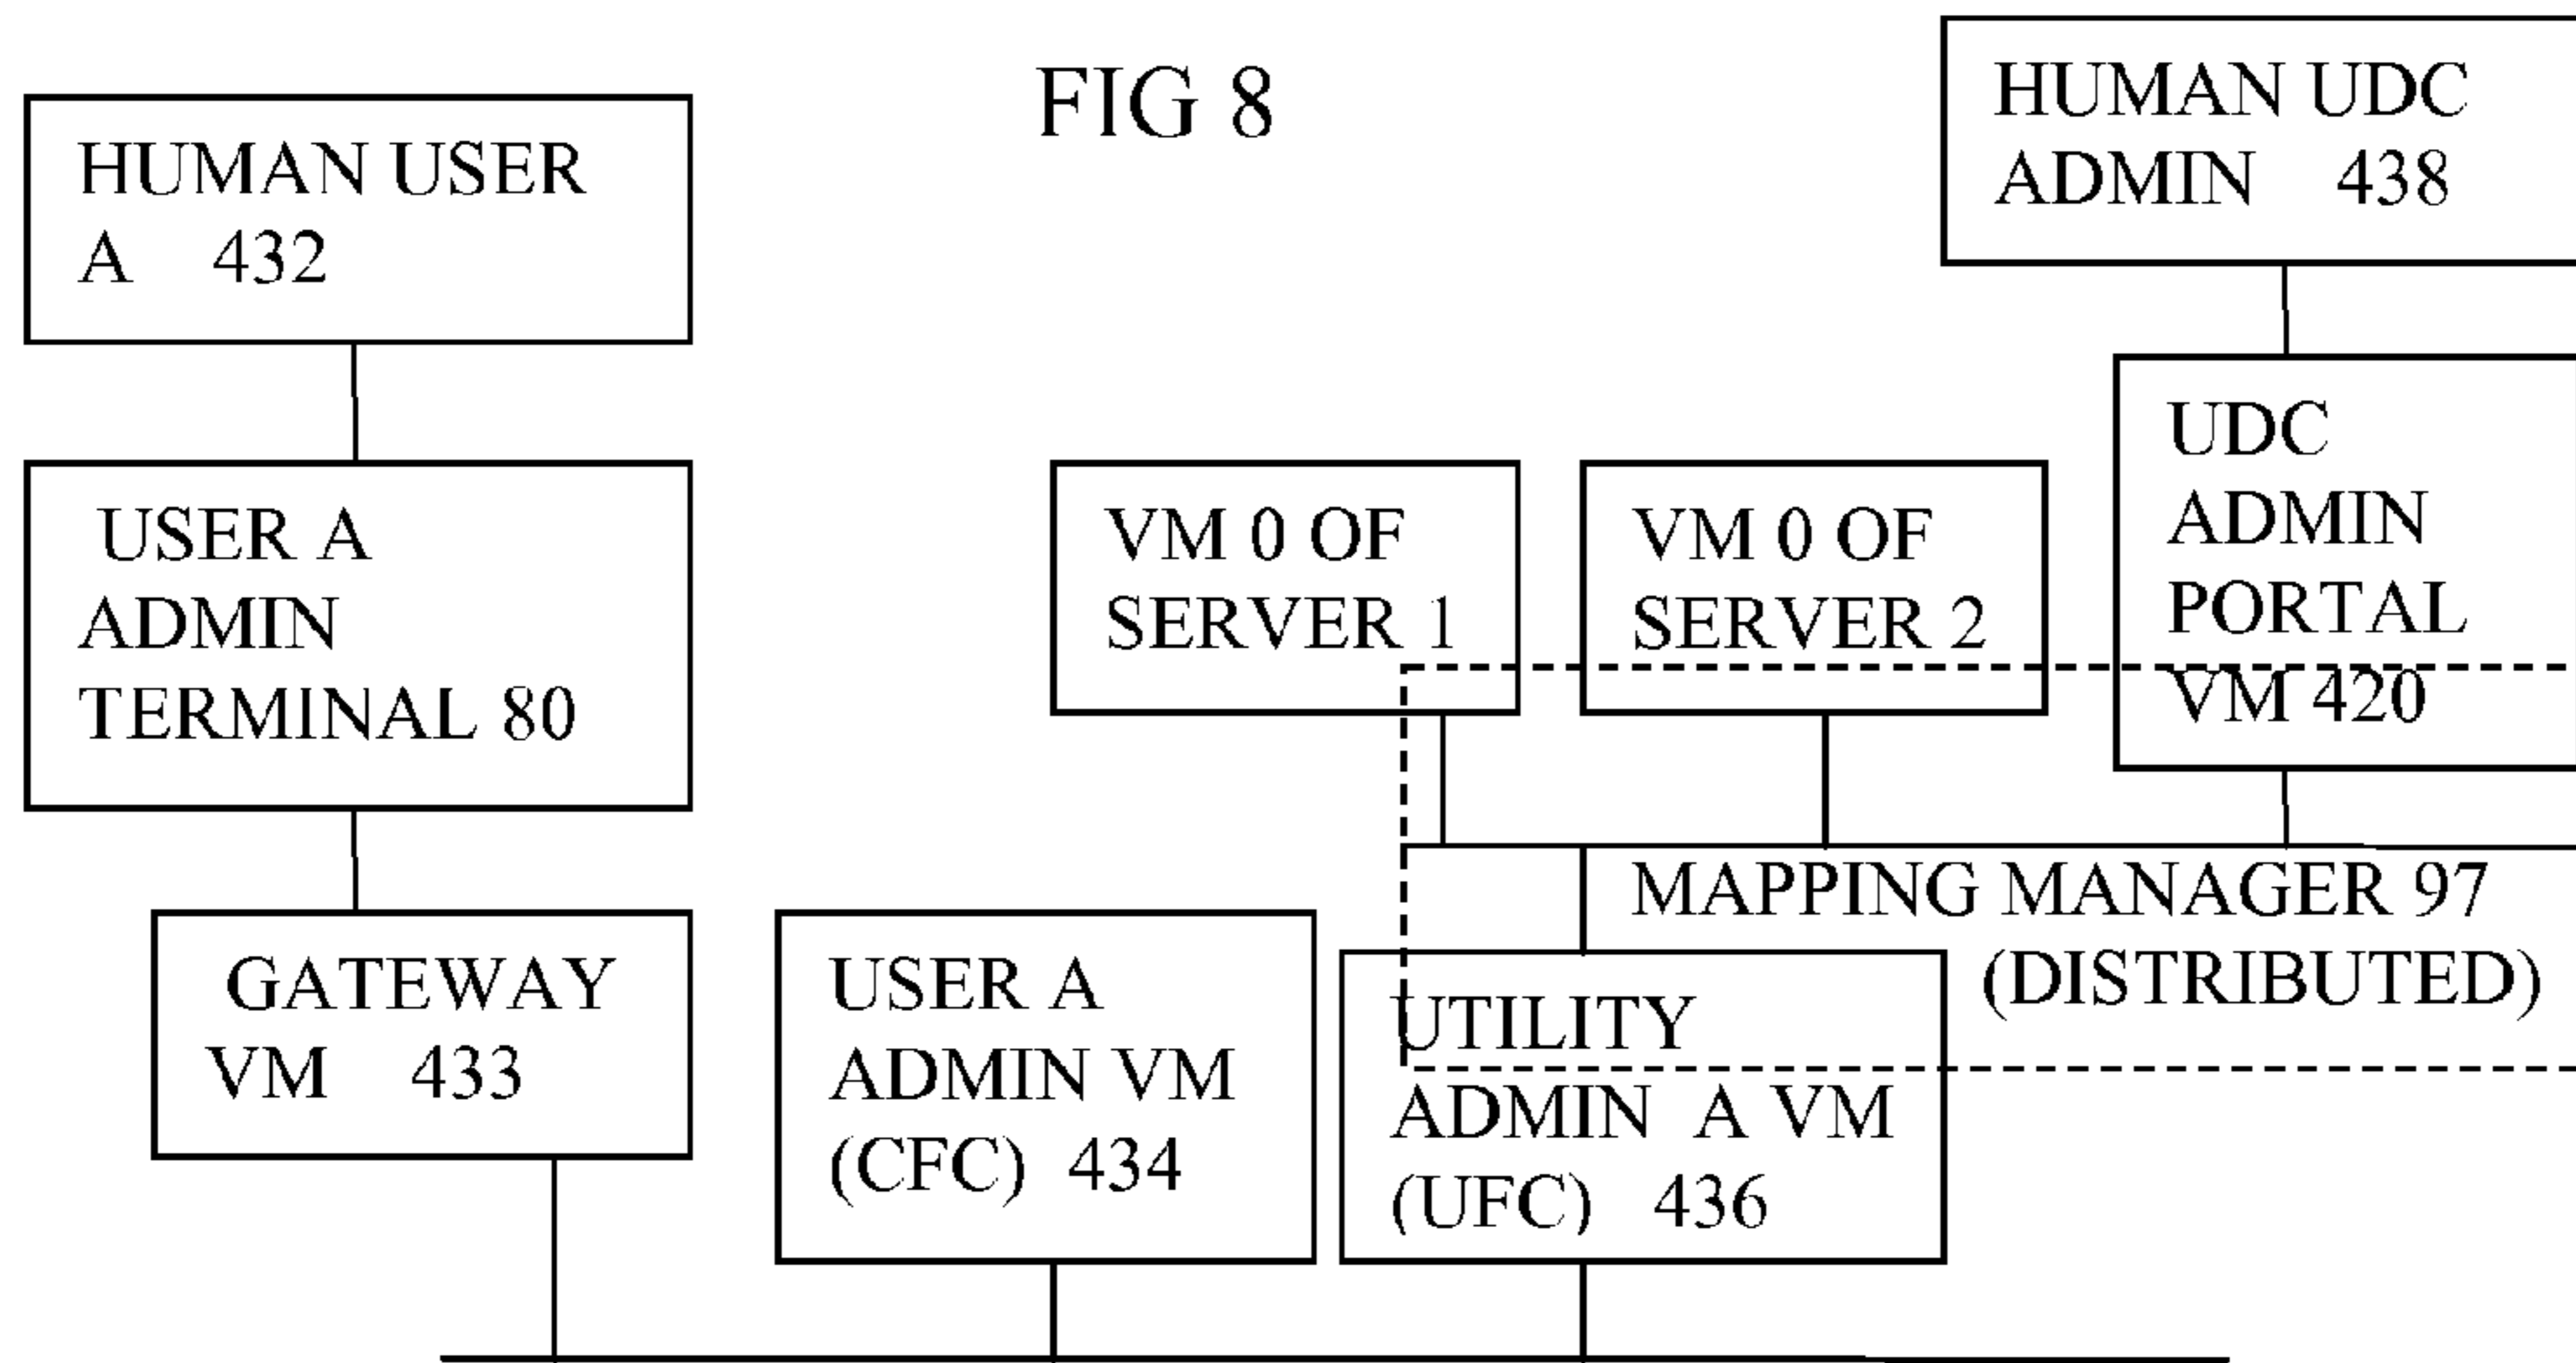 FIG 8
HUMAN USER
A 432
HUMAN UDC
ADMIN 438
USER A
ADMIN
TERMINAL 80
VM 0 OF
SERVER 1
VM 0 OF
SERVER 2
UDC
ADMIN
PORTAL
VM 420
MAPPING MANAGER 97
(DISTRIBUTED)
GATEWAY
VM 433
USER A
ADMIN VM
(CFC) 434
UTILITY
ADMIN A VM
(UFC) 436